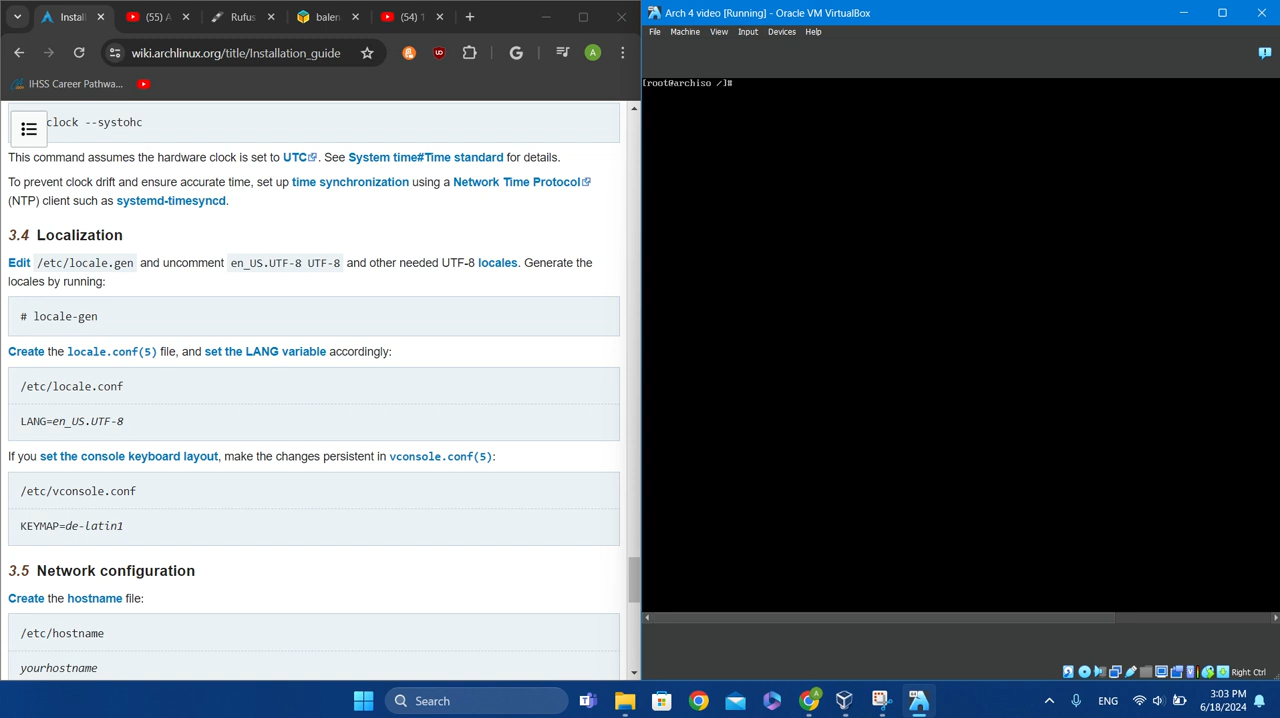 Install
(55) A
Rufus
balen
(54) 1
wiki.archlinux.org/title/Installation_guide
A
IHSS Career Pathwa...
clock --systohc
This command assumes the hardware clock is set to UTC. See System time#Time standard for details.
To prevent clock drift and ensure accurate time, set up time synchronization using a Network Time Protocol
(NTP) client such as systemd-timesyncd.
3.4 Localization
Edit /etc/locale.gen and uncomment en_US.UTF-8 UTF-8 and other needed UTF-8 locales. Generate the
locales by running:
# locale-gen
Create the locale.conf(5) file, and set the LANG variable accordingly:
/etc/locale.conf
LANG=en_US.UTF-8
If you set the console keyboard layout, make the changes persistent in vconsole.conf(5):
/etc/vconsole.conf
KEYMAP=de-latin1
3.5 Network configuration
Create the hostname file:
/etc/hostname
yourhostname
Arch 4 video [Running] - Oracle VM VirtualBox
File Machine View Input Devices Help
[root@archiso /]#
Right Ctrl
Search
ENG
3:03 PM
6/18/2024